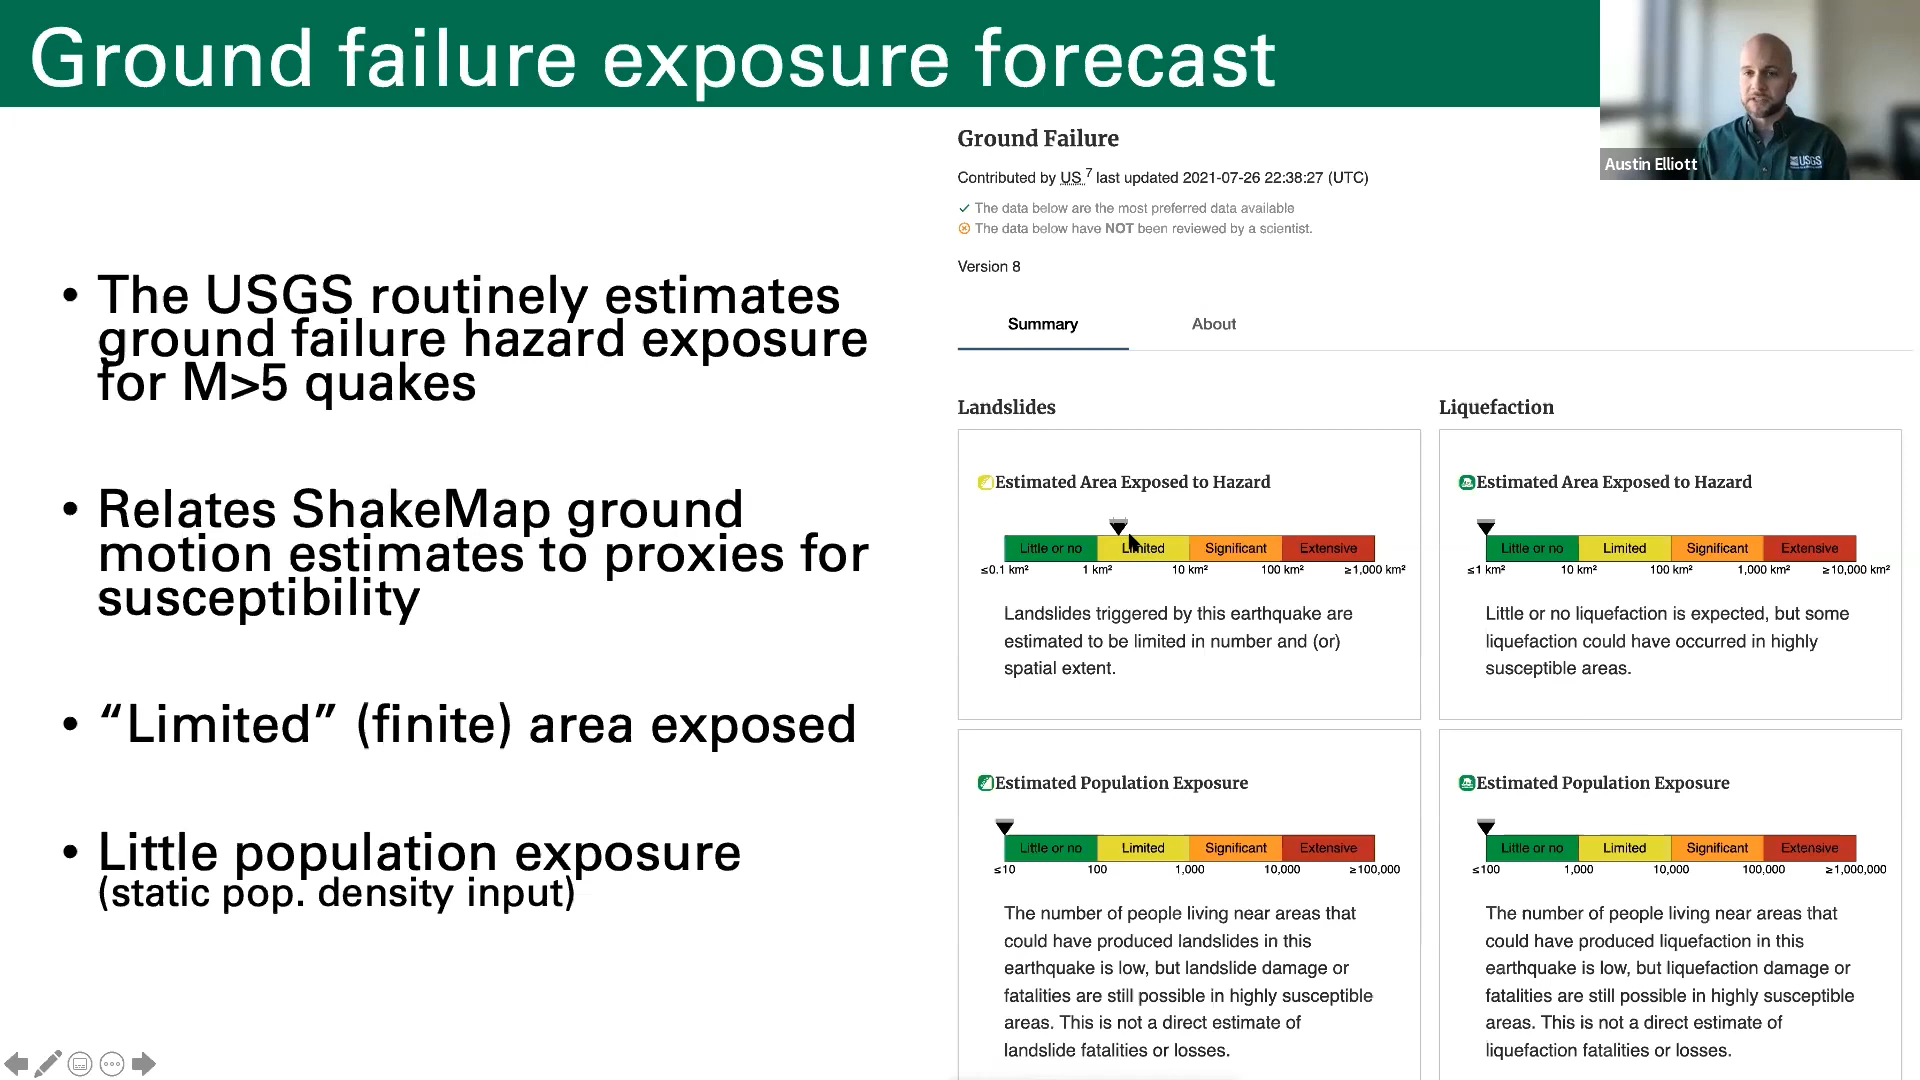 Ground failure exposure forecast
Austin Elliott
USGS
• The USGS routinely estimates
ground failure hazard exposure
for M>5 quakes
• Relates ShakeMap ground
motion estimates to proxies for
susceptibility
• “Limited” (finite) area exposed
• Little population exposure
(static pop. density input)
Ground Failure
Contributed by US 7 last updated 2021-07-26 22:38:27 (UTC)
The data below are the most preferred data available
The data below have NOT been reviewed by a scientist.
Version 8
Summary About
Landslides
Estimated Area Exposed to Hazard
Little or no Limited Significant Extensive
≤0.1 km² 1 km² 10 km² 100 km² ≥1,000 km²
Landslides triggered by this earthquake are
estimated to be limited in number and (or)
spatial extent.
Estimated Population Exposure
Little or no Limited Significant Extensive
≤10 100 1,000 10,000 ≥100,000
The number of people living near areas that
could have produced landslides in this
earthquake is low, but landslide damage or
fatalities are still possible in highly susceptible
areas. This is not a direct estimate of
landslide fatalities or losses.
Liquefaction
Estimated Area Exposed to Hazard
Little or no Limited Significant Extensive
≤1 km² 10 km² 100 km² 1,000 km² ≥10,000 km²
Little or no liquefaction is expected, but some
liquefaction could have occurred in highly
susceptible areas.
Estimated Population Exposure
Little or no Limited Significant Extensive
≤100 1,000 10,000 100,000 ≥1,000,000
The number of people living near areas that
could have produced liquefaction in this
earthquake is low, but liquefaction damage or
fatalities are still possible in highly susceptible
areas. This is not a direct estimate of
liquefaction fatalities or losses.